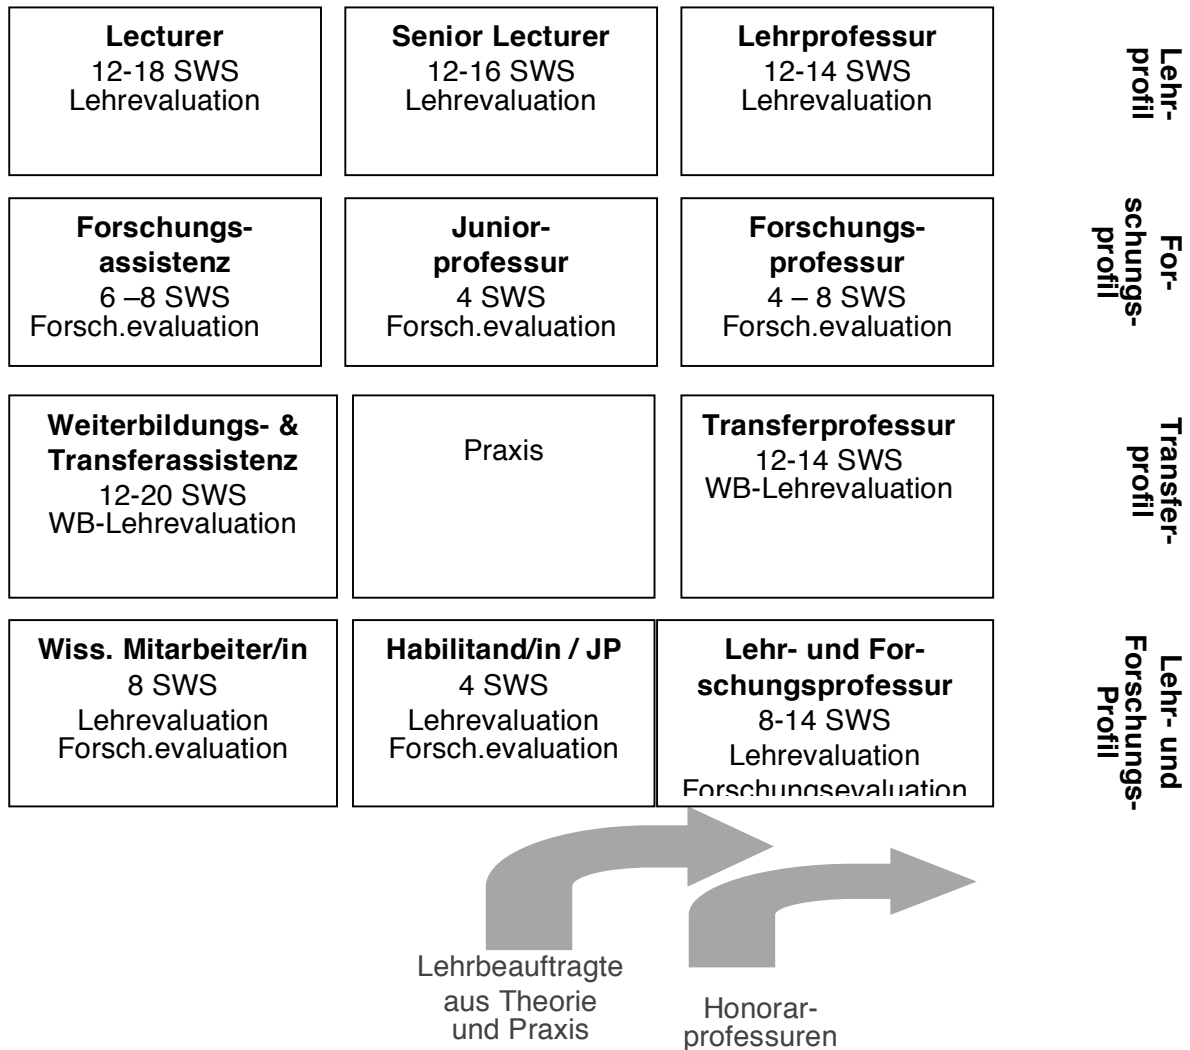 Lecturer
12-18 SWS
Lehrevaluation
Senior Lecturer
12-16 SWS
Lehrevaluation
Lehrprofessur
12-14 SWS
Lehrevaluation
Lehr-
profil
Forschungs-
assistenz
6 –8 SWS
Forsch.evaluation
Junior-
professur
4 SWS
Forsch.evaluation
Forschungs-
professur
4 – 8 SWS
Forsch.evaluation
For-
schungs-
profil
Weiterbildungs- &
Transferassistenz
12-20 SWS
WB-Lehrevaluation
Praxis
Transferprofessur
12-14 SWS
WB-Lehrevaluation
Transfer-
profil
Wiss. Mitarbeiter/in
8 SWS
Lehrevaluation
Forsch.evaluation
Habilitand/in / JP
4 SWS
Lehrevaluation
Forsch.evaluation
Lehr- und For-
schungsprofessur
8-14 SWS
Lehrevaluation
Forschungsevaluation
Lehr- und
Forschungs-
Profil
Lehrbeauftragte
aus Theorie
und Praxis
Honorar-
professuren